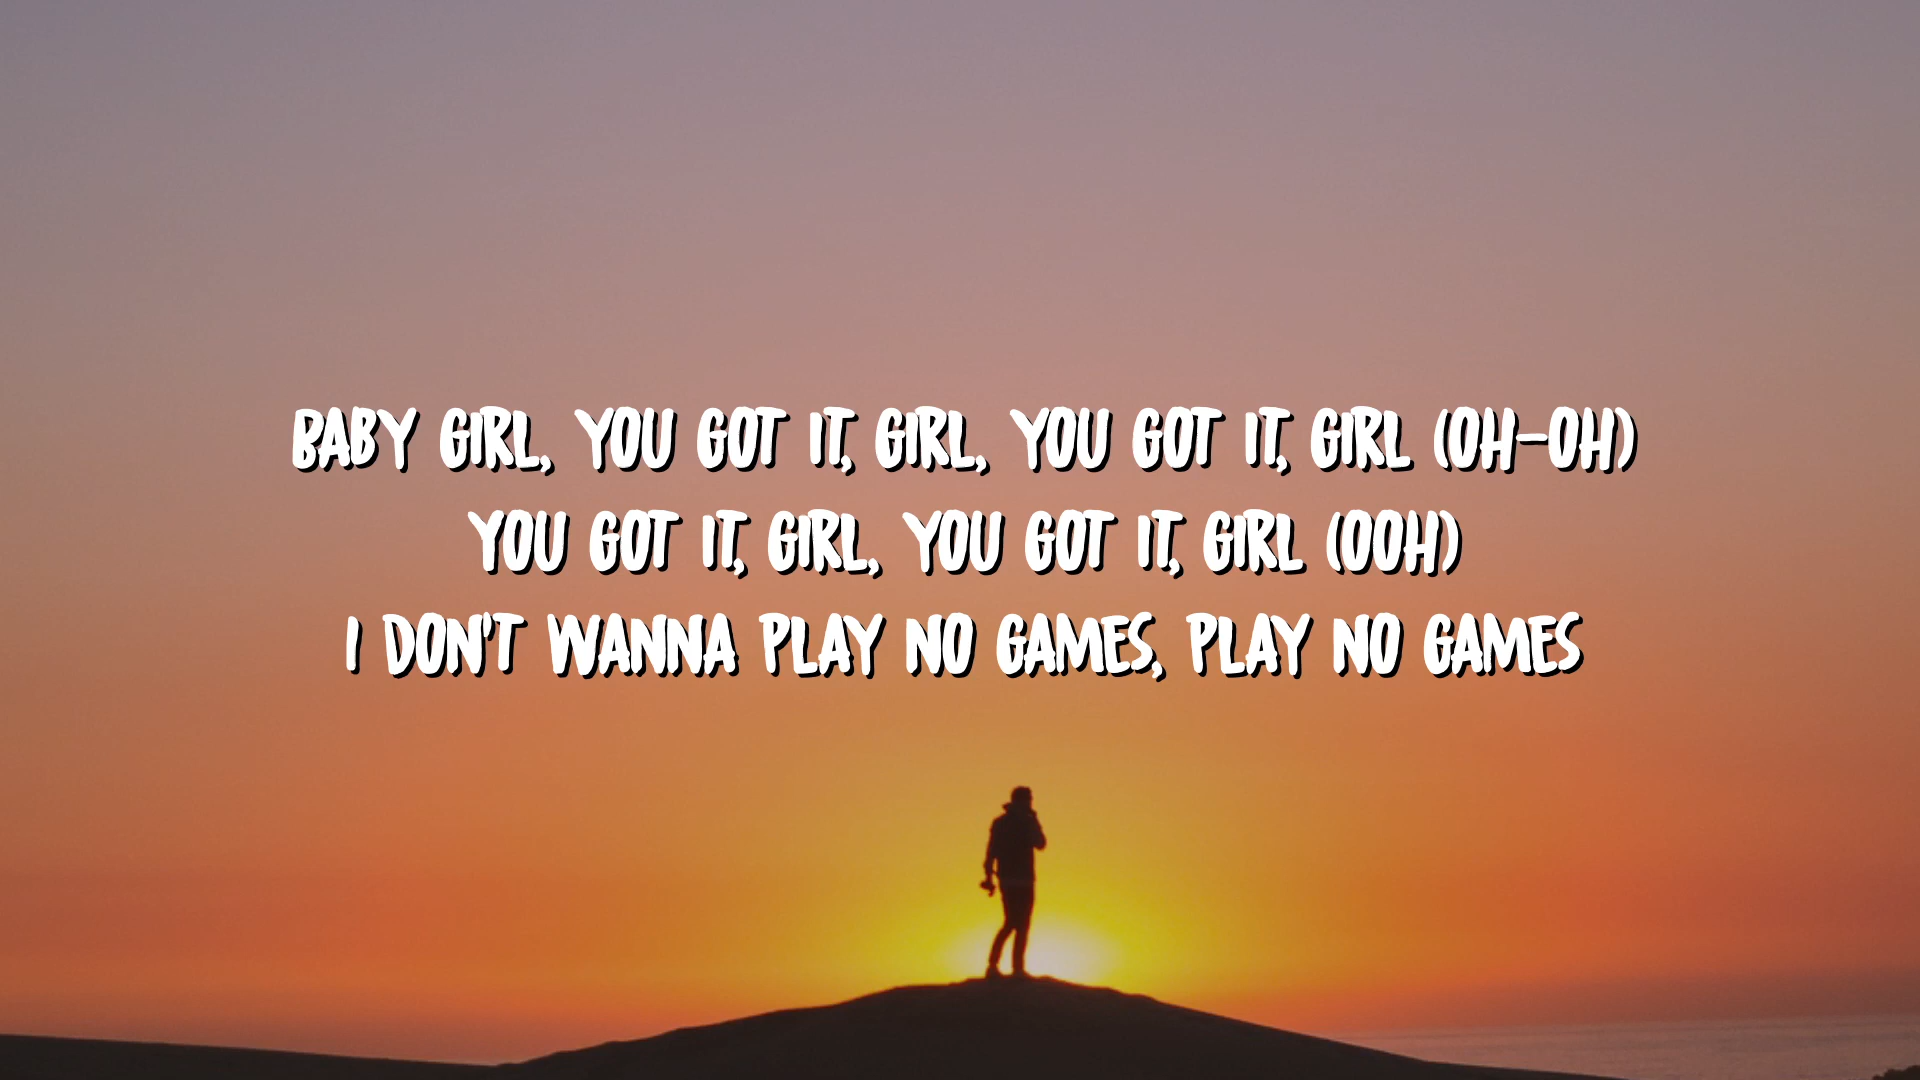 BABY GIRL, YOU GOT IT, GIRL, YOU GOT IT, GIRL (OH-OH)
YOU GOT IT, GIRL, YOU GOT IT, GIRL (OOH)
I DON'T WANNA PLAY NO GAMES, PLAY NO GAMES